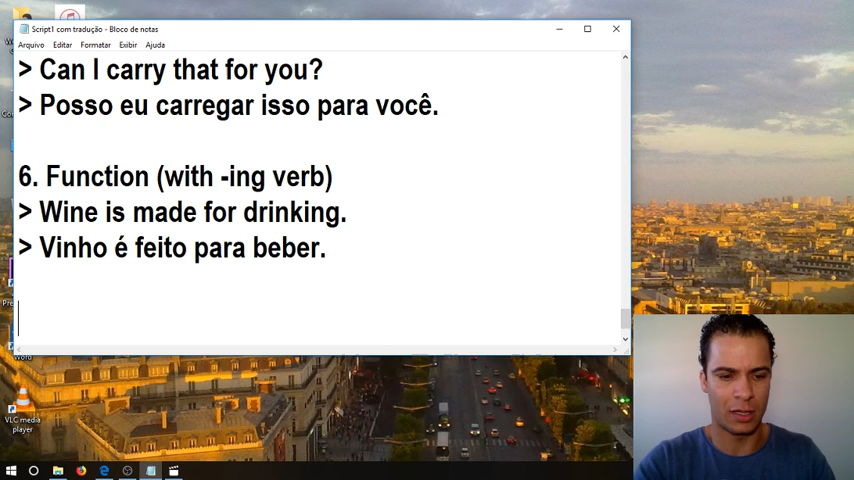 Script1 com tradução - Bloco de notas
Arquivo Editar Formatar Exibir Ajuda
> Can I carry that for you?
> Posso eu carregar isso para você.
6. Function (with -ing verb)
> Wine is made for drinking.
> Vinho é feito para beber.
Word
VLC media
player